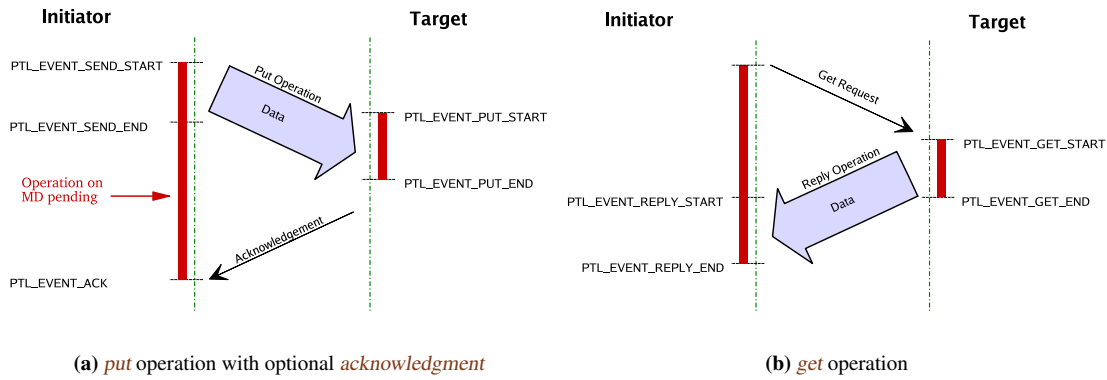 Initiator
Target
PTL_EVENT_SEND_START
Put Operation
Data
PTL_EVENT_PUT_START
PTL_EVENT_SEND_END
Operation on
MD pending
PTL_EVENT_PUT_END
Acknowledgement
PTL_EVENT_ACK
(a) put operation with optional acknowledgment
Initiator
Target
Get Request
PTL_EVENT_GET_START
Reply Operation
Data
PTL_EVENT_REPLY_START
PTL_EVENT_GET_END
PTL_EVENT_REPLY_END
(b) get operation